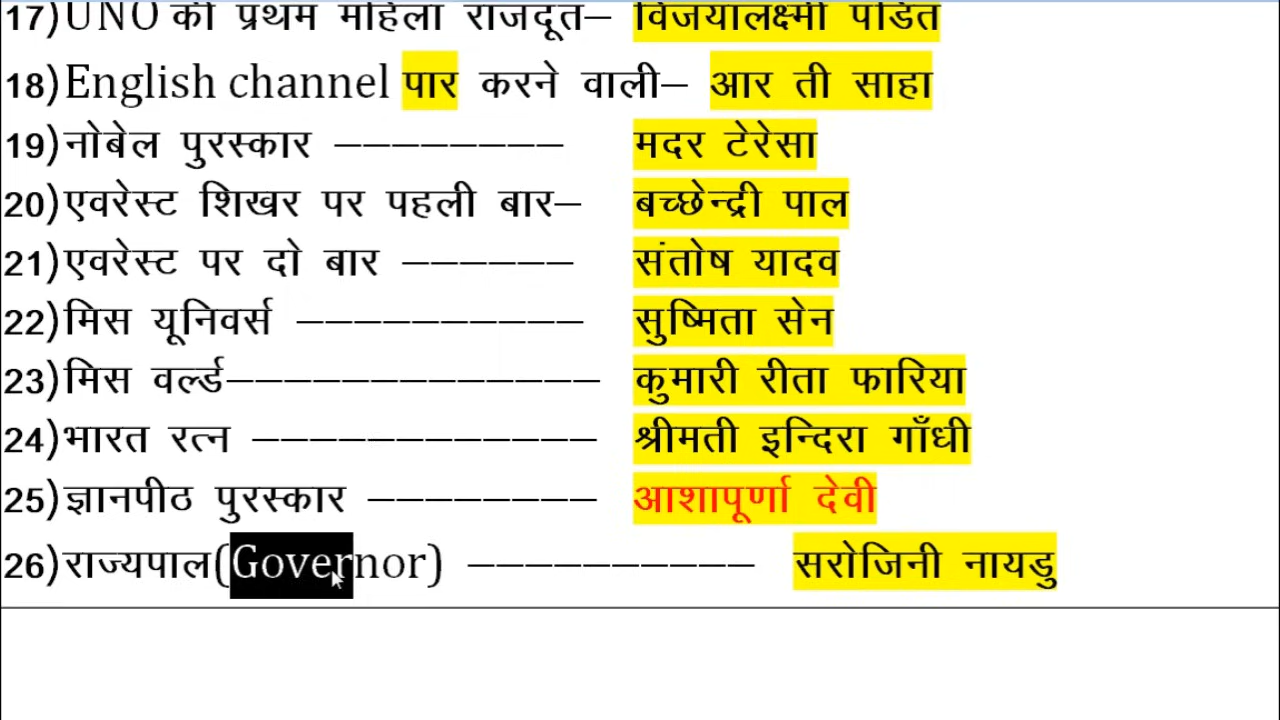 17)UNO की प्रथम महिला राजदूत– विजयालक्ष्मी पंडित
18)English channel पार करने वाली– आर ती साहा
19)नोबेल पुरस्कार –––––––– मदर टेरेसा
20)एवरेस्ट शिखर पर पहली बार– बच्छेन्द्री पाल
21)एवरेस्ट पर दो बार –––––– संतोष यादव
22)मिस यूनिवर्स –––––––––– सुष्मिता सेन
23)मिस वर्ल्ड––––––––––––– कुमारी रीता फारिया
24)भारत रत्न –––––––––––– श्रीमती इन्दिरा गाँधी
25)ज्ञानपीठ पुरस्कार –––––––– आशापूर्णा देवी
26)राज्यपाल(Governor) –––––––––– सरोजिनी नायडु